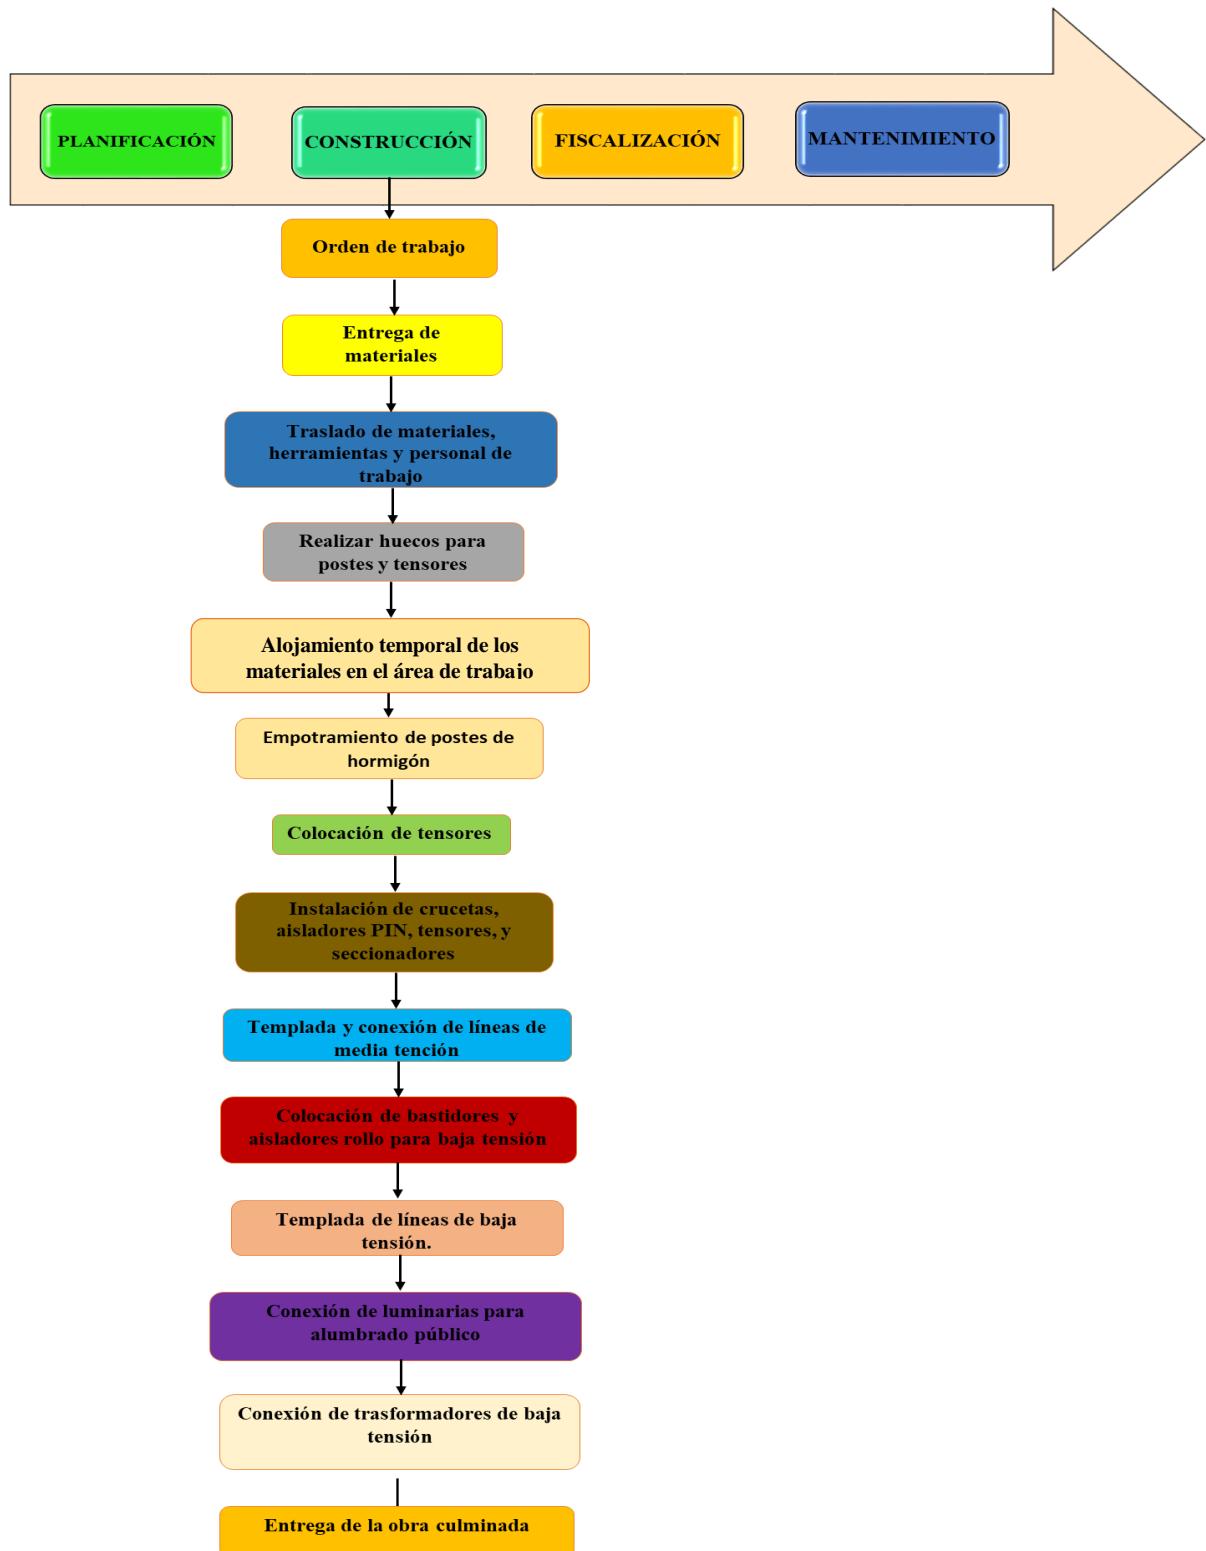 PLANIFICACIÓN
CONSTRUCCIÓN
FISCALIZACIÓN
MANTENIMIENTO
Orden de trabajo
Entrega de
materiales
Traslado de materiales,
herramientas y personal de
trabajo
Realizar huecos para
postes y tensores
Alojamiento temporal de los
materiales en el área de trabajo
Empotramiento de postes de
hormigón
Colocación de tensores
Instalación de crucetas,
aisladores PIN, tensores, y
seccionadores
Templada y conexión de líneas de
media tención
Colocación de bastidores y
aisladores rollo para baja tensión
Templada de líneas de baja
tensión.
Conexión de luminarias para
alumbrado público
Conexión de trasformadores de baja
tensión
Entrega de la obra culminada